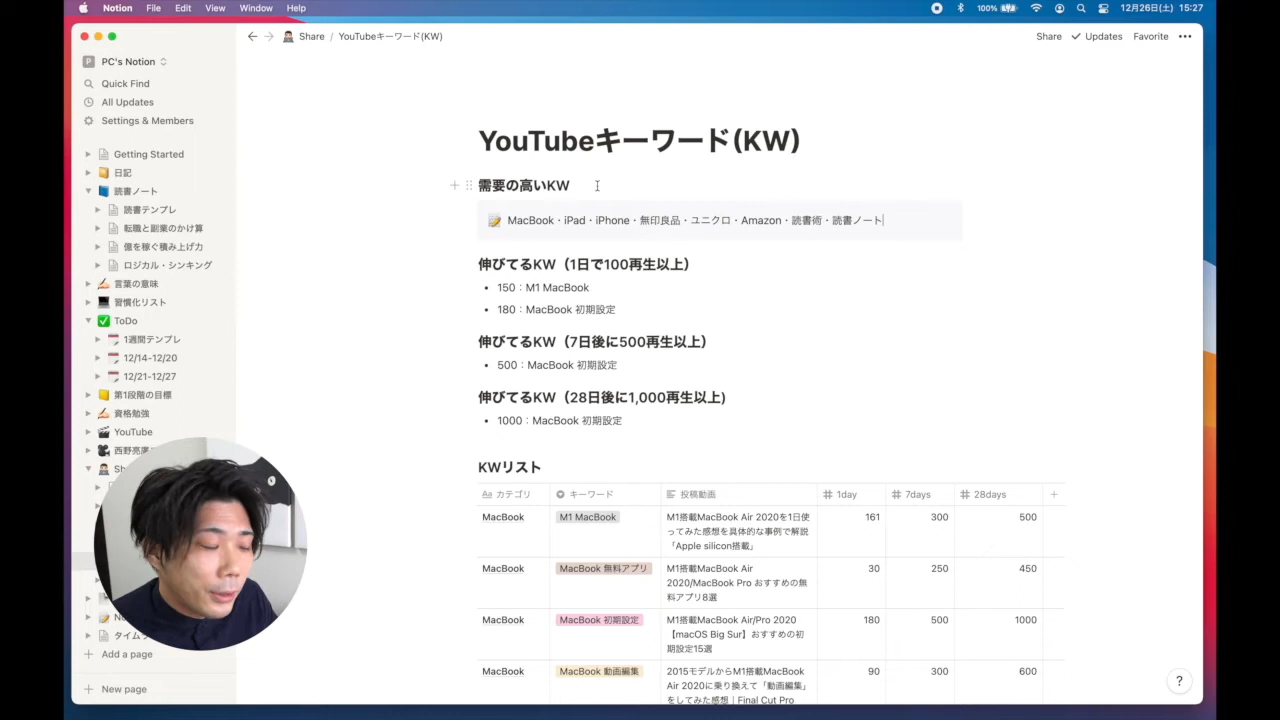 Notion File Edit View Window Help 100% 12月26日(土) 15:27
Share / YouTubeキーワード(KW) Share Updates Favorite
P PC's Notion
Quick Find
All Updates
Settings & Members
Getting Started
日記
読書ノート
読書テンプレ
転職と副業のかけ算
億を稼ぐ積み上げ力
ロジカル・シンキング
言葉の意味
習慣化リスト
ToDo
1週間テンプレ
12/14-12/20
12/21-12/27
第1段階の目標
資格勉強
YouTube
西野亮廣
Sh
タイム
Add a page
New page
YouTubeキーワード(KW)
需要の高いKW
MacBook・iPad・iPhone・無印良品・ユニクロ・Amazon・読書術・読書ノート
伸びてるKW（1日で100再生以上）
• 150：M1 MacBook
• 180：MacBook 初期設定
伸びてるKW（7日後に500再生以上）
• 500：MacBook 初期設定
伸びてるKW（28日後に1,000再生以上)
• 1000：MacBook 初期設定
KWリスト
Aa カテゴリ キーワード 投稿動画 # 1day # 7days # 28days +
MacBook M1 MacBook M1搭載MacBook Air 2020を1日使 161 300 500
ってみた感想を具体的な事例で解説
「Apple silicon搭載」
MacBook MacBook 無料アプリ M1搭載MacBook Air 30 250 450
2020/MacBook Pro おすすめの無
料アプリ8選
MacBook MacBook 初期設定 M1搭載MacBook Air/Pro 2020 180 500 1000
【macOS Big Sur】おすすめの初
期設定15選
MacBook MacBook 動画編集 2015モデルからM1搭載MacBook 90 300 600
Air 2020に乗り換えて「動画編集」
をしてみた感想｜Final Cut Pro
?